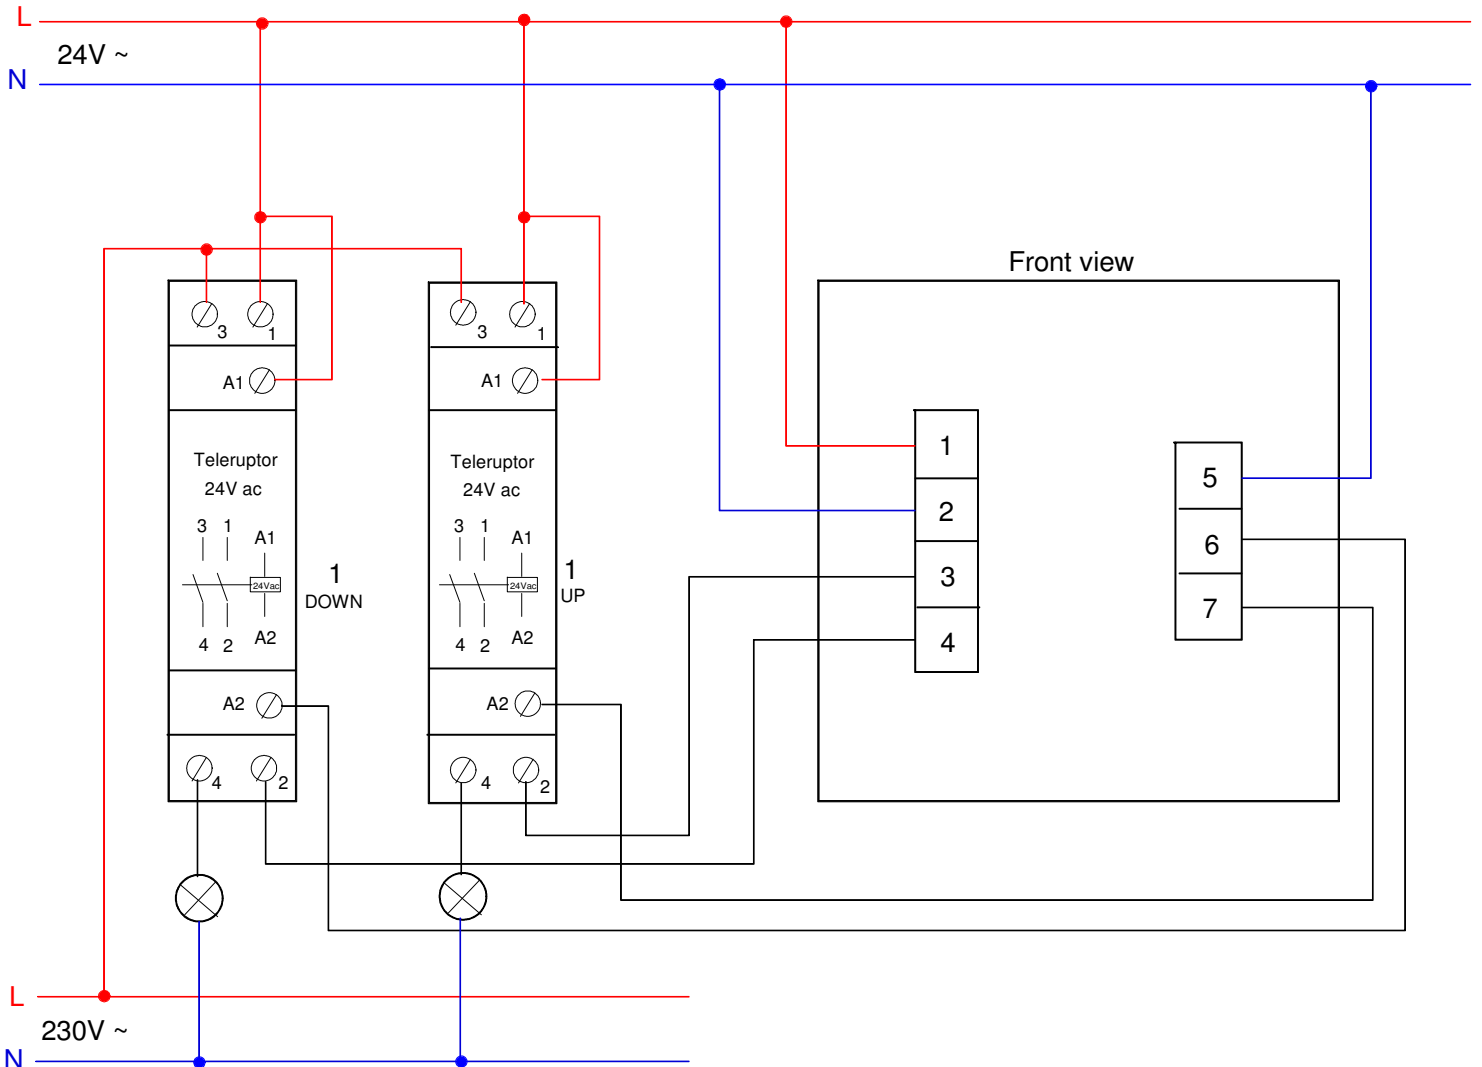 L
24V ~
N
Front view
3 1
3 1
A1
A1
1
2
3
4
5
6
7
Teleruptor
24V ac
3 1 A1
24Vac
4 2 A2
1
DOWN
Teleruptor
24V ac
3 1 A1
24Vac
4 2 A2
1
UP
A2
A2
4 2
4 2
L
230V ~
N